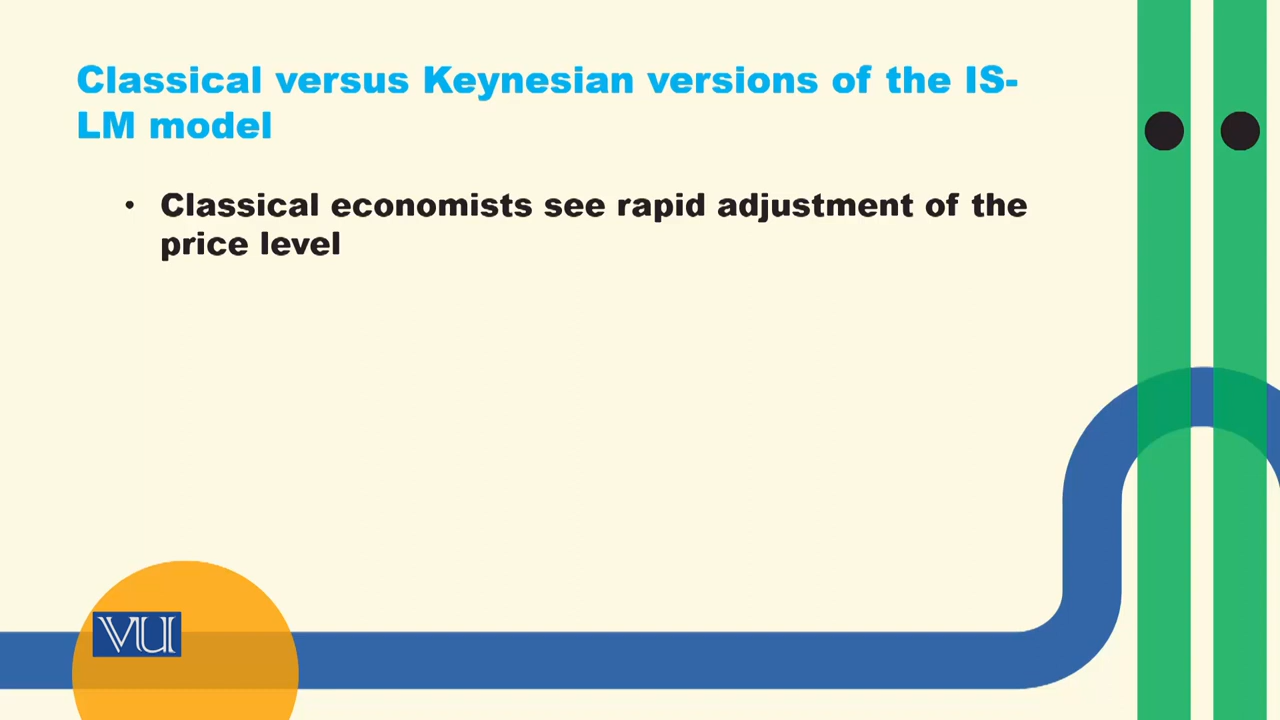 Classical versus Keynesian versions of the IS-
LM model
• Classical economists see rapid adjustment of the
price level
VU